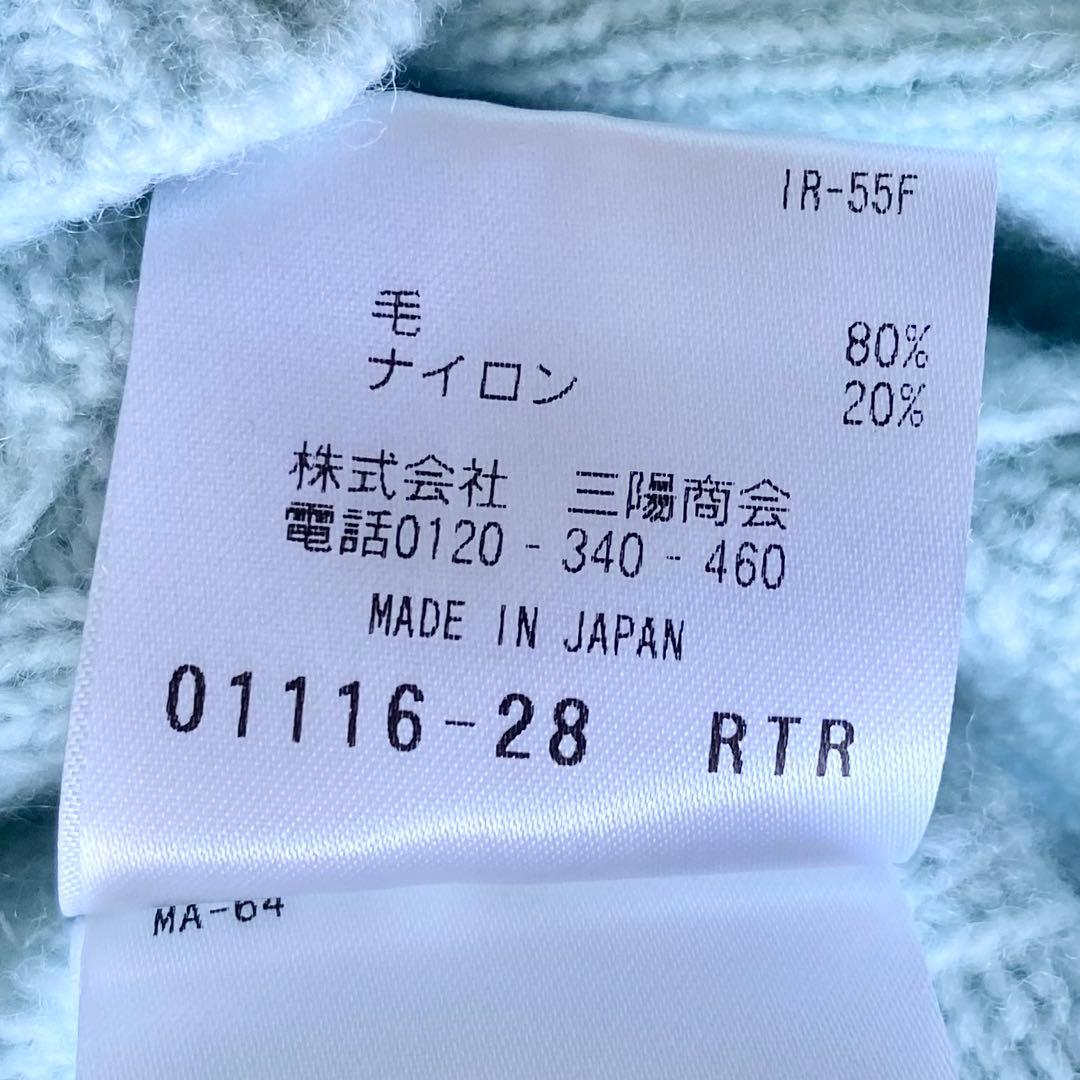 IR-55F
毛 80%
ナイロン 20%
株式会社 三陽商会
電話0120-340-460
MADE IN JAPAN
01116-28 RTR
MA-64